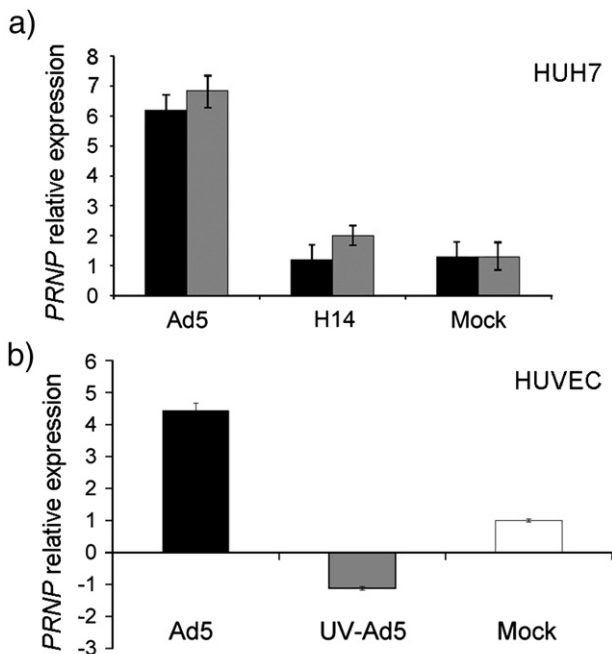 a)
HUH7
PRNP relative expression
8
7
6
5
4
3
2
1
0
Ad5 H14 Mock
b)
HUVEC
PRNP relative expression
6
5
4
3
2
1
0
-1
-2
-3
Ad5 UV-Ad5 Mock